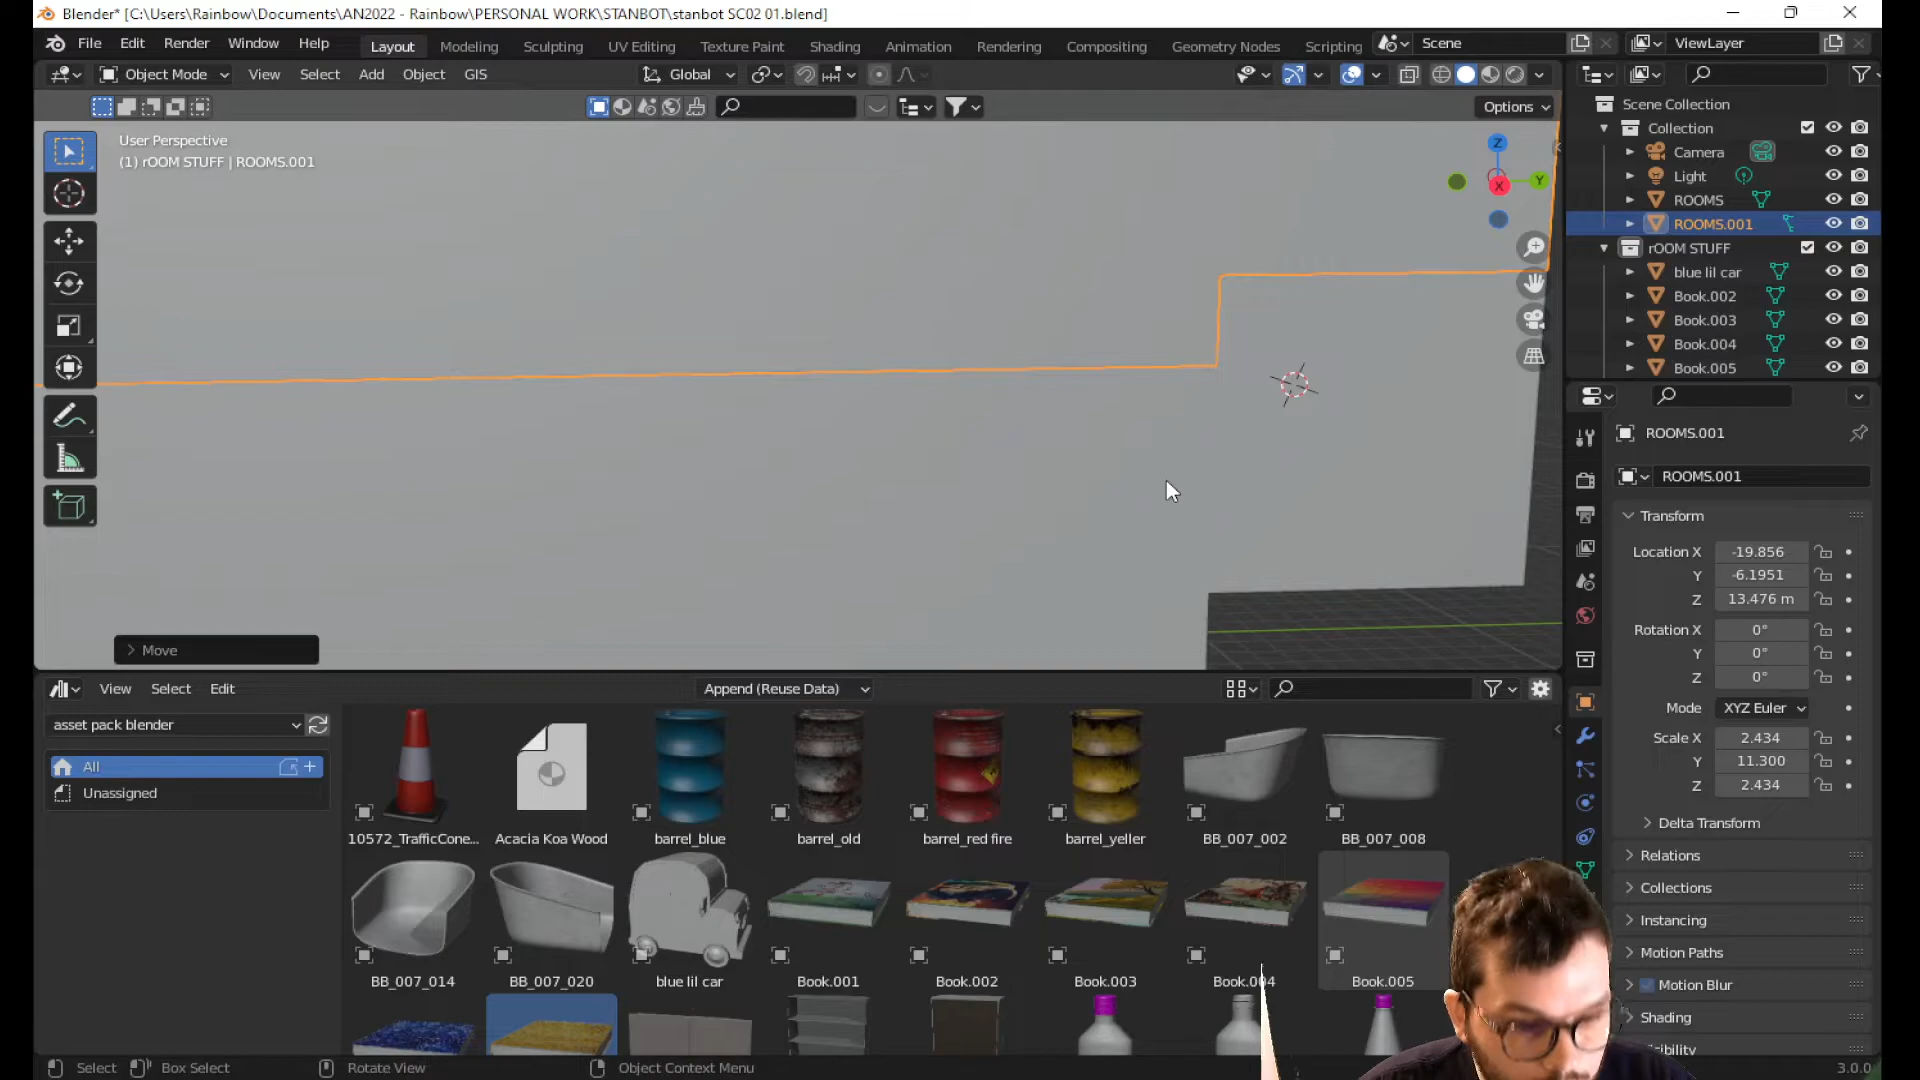 Blender* [C:\Users\Rainbow\Documents\AN2022 - Rainbow\PERSONAL WORK\STANBOT\stanbot SC02 01.blend]
File Edit Render Window Help Layout Modeling Sculpting UV Editing Texture Paint Shading Animation Rendering Compositing Geometry Nodes Scripting Scene ViewLayer
Object Mode View Select Add Object GIS Global
Options
User Perspective
(1) rOOM STUFF | ROOMS.001
Z
Y
X
Move
Scene Collection
Collection
Camera
Light
ROOMS
ROOMS.001
rOOM STUFF
blue lil car
Book.002
Book.003
Book.004
Book.005
ROOMS.001
ROOMS.001
Transform
Location X -19.856
Y -6.1951
Z 13.476 m
Rotation X 0°
Y 0°
Z 0°
Mode XYZ Euler
Scale X 2.434
Y 11.300
Z 2.434
Delta Transform
Relations
Collections
Instancing
Motion Paths
Motion Blur
Shading
View Select Edit Append (Reuse Data)
asset pack blender
All
Unassigned
10572_TrafficCone... Acacia Koa Wood barrel_blue barrel_old barrel_red fire barrel_yeller BB_007_002 BB_007_008
BB_007_014 BB_007_020 blue lil car Book.001 Book.002 Book.003 Book.004 Book.005
Select Box Select Rotate View Object Context Menu 3.0.0